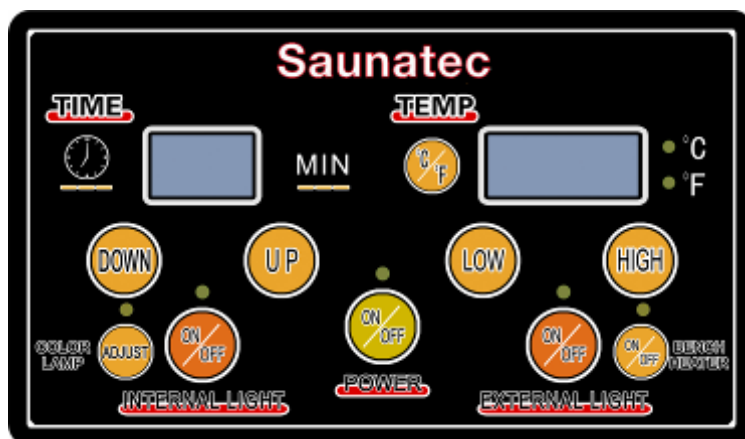 Saunatec
TIME
TEMP
MIN
°C/°F
°C
°F
DOWN
UP
LOW
HIGH
ON/OFF
COLOR LAMP
ADJUST
ON/OFF
ON/OFF
ON/OFF
BENCH HEATER
INTERNAL LIGHT
POWER
EXTERNAL LIGHT